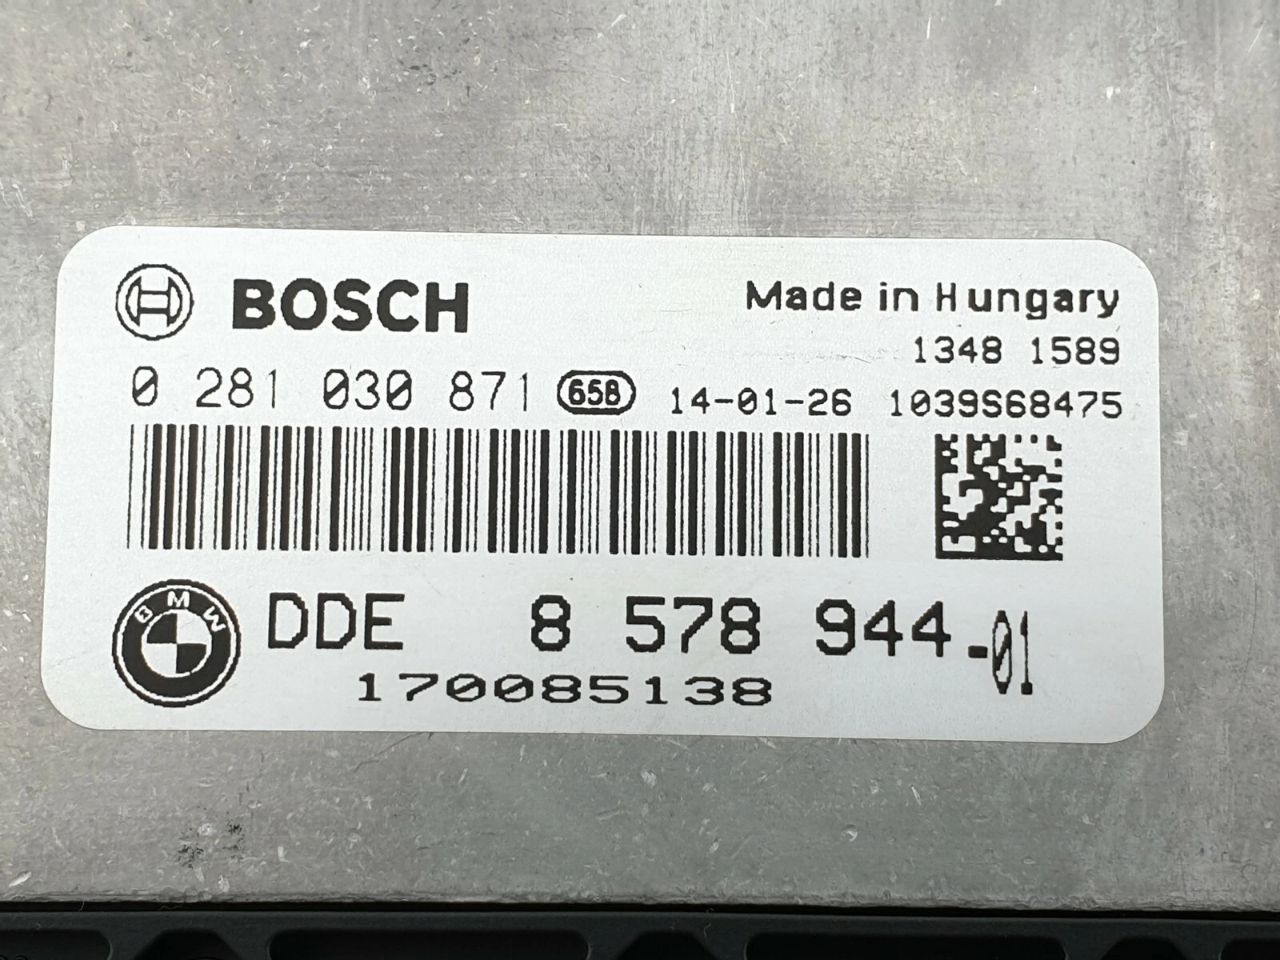 BOSCH
Made in Hungary
1348 1589
0 281 030 871 658 14-01-26 1039S68475
BMW
DDE 8 578 944-01
170085138